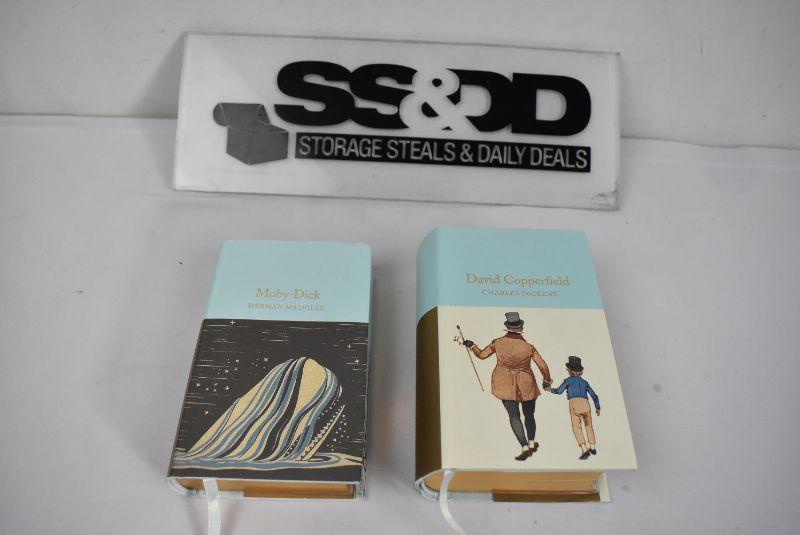 SS&DD
STORAGE STEALS & DAILY DEALS
Moby-Dick
HERMAN MELVILLE
David Copperfield
CHARLES DICKENS